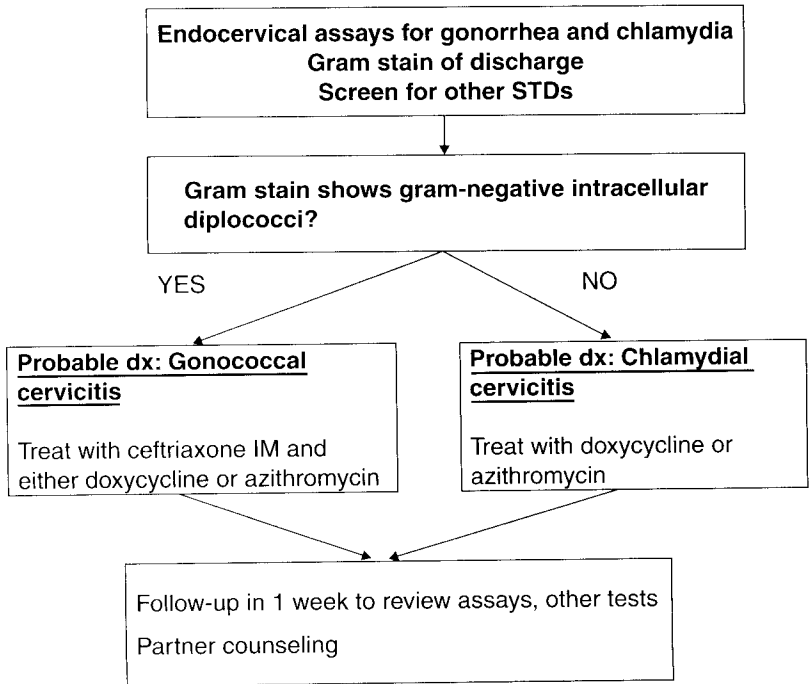 Endocervical assays for gonorrhea and chlamydia
Gram stain of discharge
Screen for other STDs
Gram stain shows gram-negative intracellular
diplococci?
YES
NO
Probable dx: Gonococcal
cervicitis
Treat with ceftriaxone IM and
either doxycycline or azithromycin
Probable dx: Chlamydial
cervicitis
Treat with doxycycline or
azithromycin
Follow-up in 1 week to review assays, other tests
Partner counseling